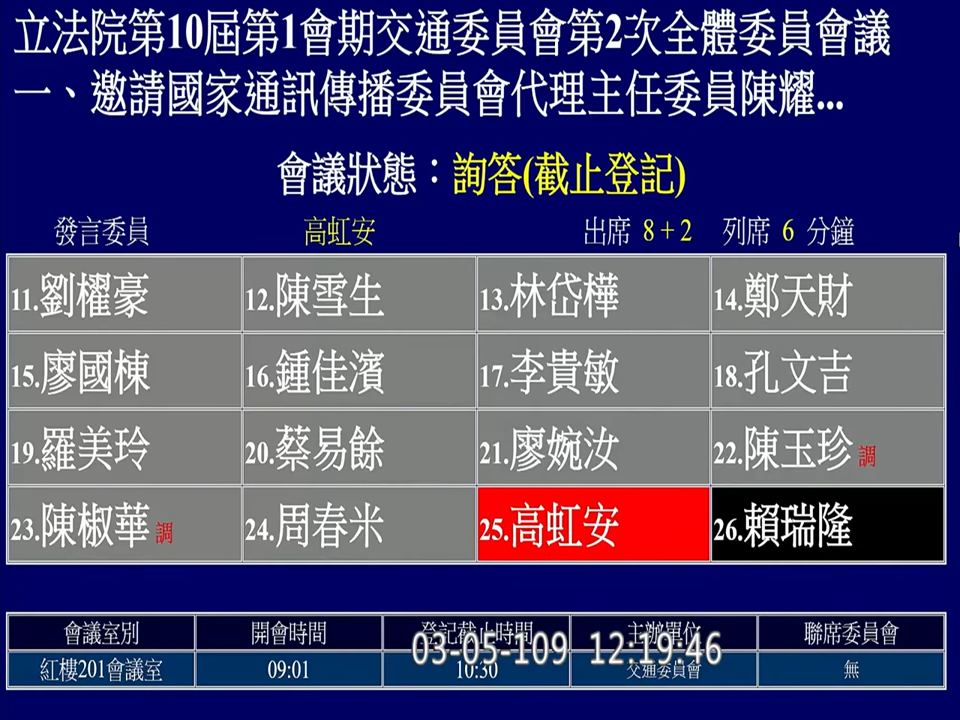 立法院第10屆第1會期交通委員會第2次全體委員會議
一、邀請國家通訊傳播委員會代理主任委員陳耀...
會議狀態：詢答(截止登記)
發言委員 高虹安 出席 8 + 2 列席 6 分鐘
11.劉櫂豪 12.陳雪生 13.林岱樺 14.鄭天財
15.廖國棟 16.鍾佳濱 17.李貴敏 18.孔文吉
19.羅美玲 20.蔡易餘 21.廖婉汝 22.陳玉珍 調
23.陳椒華 調 24.周春米 25.高虹安 26.賴瑞隆
會議室別 開會時間 登記截止時間 主辦單位 聯席委員會
紅樓201會議室 09:01 10:30 交通委員會 無
03-05-109 12:19:46